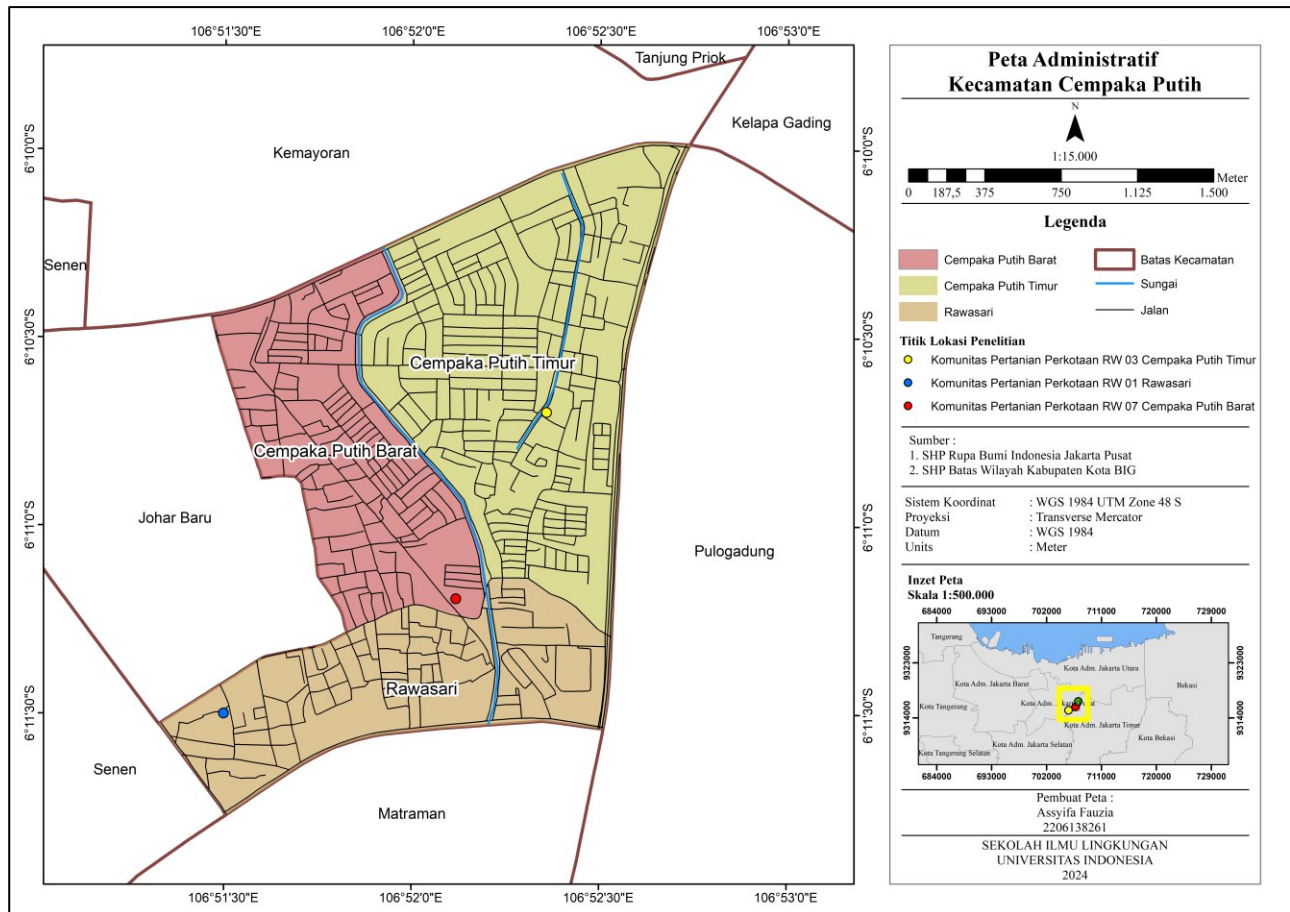 106°51'30"E 106°52'0"E 106°52'30"E 106°53'0"E
Tanjung Priok
Kelapa Gading
6°10'0"S 6°10'0"S
Kemayoran
Senen
6°10'30"S 6°10'30"S
Cempaka Putih Timur
Cempaka Putih Barat
Johar Baru
6°11'0"S 6°11'0"S
Pulogadung
Rawasari
6°11'30"S 6°11'30"S
Senen
Matraman
106°51'30"E 106°52'0"E 106°52'30"E 106°53'0"E
Peta Administratif
Kecamatan Cempaka Putih
N
1:15.000
Meter
0 187,5 375 750 1.125 1.500
Legenda
Cempaka Putih Barat Batas Kecamatan
Cempaka Putih Timur Sungai
Rawasari Jalan
Titik Lokasi Penelitian
Komunitas Pertanian Perkotaan RW 03 Cempaka Putih Timur
Komunitas Pertanian Perkotaan RW 01 Rawasari
Komunitas Pertanian Perkotaan RW 07 Cempaka Putih Barat
Sumber :
1. SHP Rupa Bumi Indonesia Jakarta Pusat
2. SHP Batas Wilayah Kabupaten Kota BIG
Sistem Koordinat : WGS 1984 UTM Zone 48 S
Proyeksi : Transverse Mercator
Datum : WGS 1984
Units : Meter
Inzet Peta
Skala 1:500.000
684000 693000 702000 711000 720000 729000
Tangerang
Kota Adm. Jakarta Utara
9323000 9323000
Kota Adm. Jakarta Barat
Bekasi
Kota Tangerang
Kota Adm.
9314000 9314000
Kota Adm. Jakarta Timur
Kota Bekasi
Kota Adm. Jakarta Selatan
Kota Tangerang Selatan
684000 693000 702000 711000 720000 729000
Pembuat Peta :
Assyifa Fauzia
2206138261
SEKOLAH ILMU LINGKUNGAN
UNIVERSITAS INDONESIA
2024